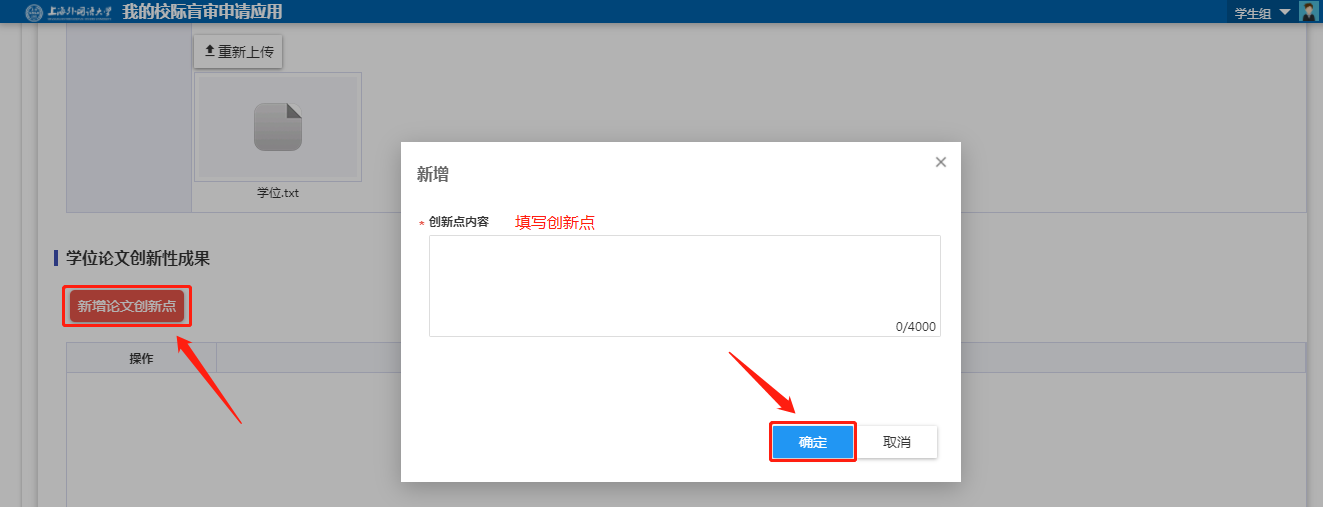 上海外国语大学 我的校际盲审申请应用 学生组
重新上传
学位.txt
新增
* 创新点内容 填写创新点
0/4000
学位论文创新性成果
新增论文创新点
操作
确定 取消